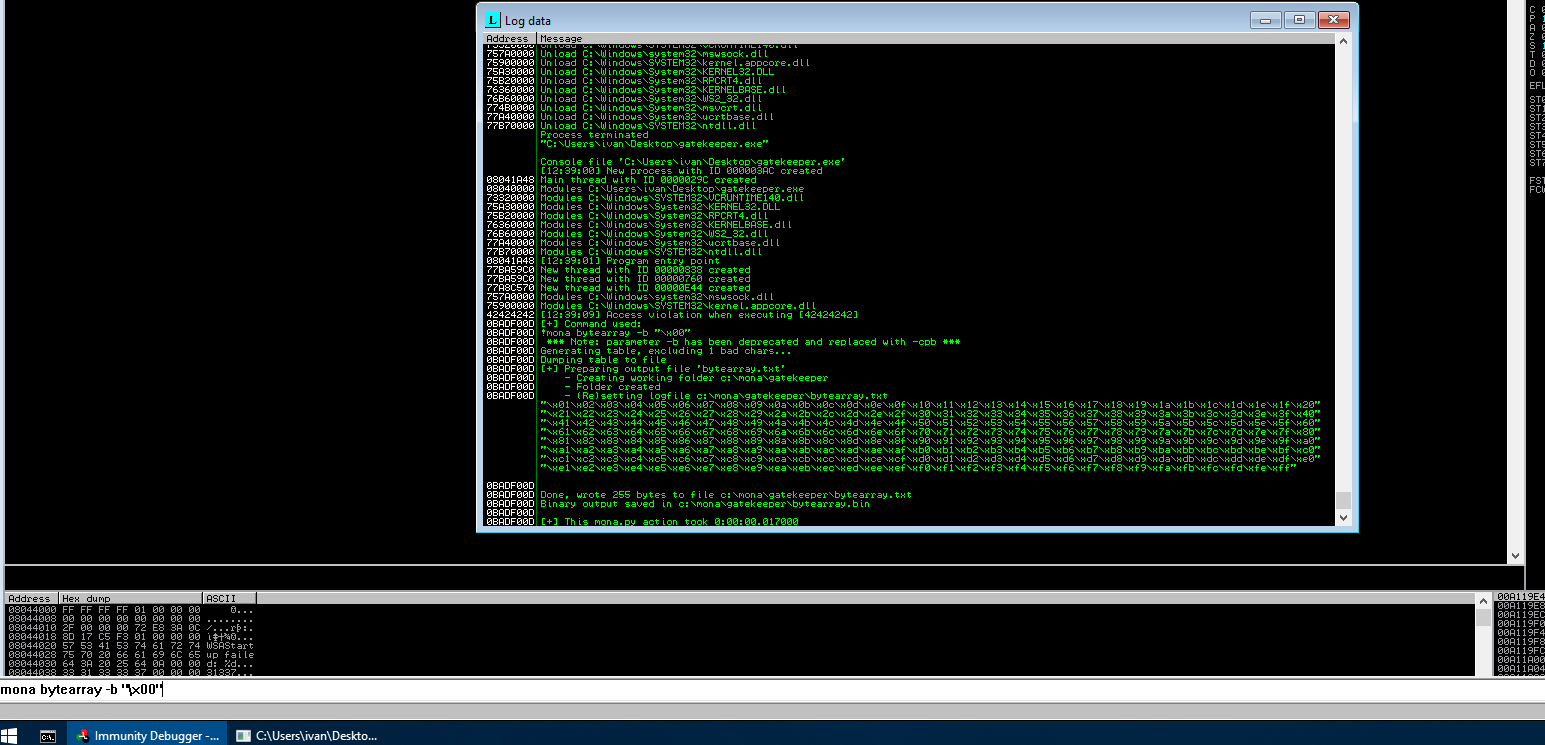 Log data
Address Message
73320000 Unload C:\Windows\SYSTEM32\VCRUNTIME140.dll
757A0000 Unload C:\Windows\system32\mswsock.dll
75900000 Unload C:\Windows\SYSTEM32\kernel.appcore.dll
75A30000 Unload C:\Windows\System32\KERNEL32.DLL
75B20000 Unload C:\Windows\System32\RPCRT4.dll
76360000 Unload C:\Windows\System32\KERNELBASE.dll
76B60000 Unload C:\Windows\System32\WS2_32.dll
774B0000 Unload C:\Windows\System32\msvcrt.dll
77A40000 Unload C:\Windows\System32\ucrtbase.dll
77B70000 Unload C:\Windows\SYSTEM32\ntdll.dll
Process terminated
"C:\Users\ivan\Desktop\gatekeeper.exe"
Console file 'C:\Users\ivan\Desktop\gatekeeper.exe'
[12:39:00] New process with ID 000003AC created
08041A48 Main thread with ID 0000029C created
08040000 Modules C:\Users\ivan\Desktop\gatekeeper.exe
73320000 Modules C:\Windows\SYSTEM32\VCRUNTIME140.dll
75A30000 Modules C:\Windows\System32\KERNEL32.DLL
75B20000 Modules C:\Windows\System32\RPCRT4.dll
76360000 Modules C:\Windows\System32\KERNELBASE.dll
76B60000 Modules C:\Windows\System32\WS2_32.dll
77A40000 Modules C:\Windows\System32\ucrtbase.dll
77B70000 Modules C:\Windows\SYSTEM32\ntdll.dll
08041A48 [12:39:01] Program entry point
77BA59C0 New thread with ID 00000838 created
77BA59C0 New thread with ID 00000760 created
77A8C570 New thread with ID 00000E44 created
757A0000 Modules C:\Windows\system32\mswsock.dll
75900000 Modules C:\Windows\SYSTEM32\kernel.appcore.dll
42424242 [12:39:09] Access violation when executing [42424242]
0BADF00D [+] Command used:
0BADF00D !mona bytearray -b "\x00"
0BADF00D *** Note: parameter -b has been deprecated and replaced with -cpb ***
0BADF00D Generating table, excluding 1 bad chars...
0BADF00D Dumping table to file
0BADF00D [+] Preparing output file 'bytearray.txt'
0BADF00D - Creating working folder c:\mona\gatekeeper
0BADF00D - Folder created
0BADF00D - (Re)setting logfile c:\mona\gatekeeper\bytearray.txt
"\x01\x02\x03\x04\x05\x06\x07\x08\x09\x0a\x0b\x0c\x0d\x0e\x0f\x10\x11\x12\x13\x14\x15\x16\x17\x18\x19\x1a\x1b\x1c\x1d\x1e\x1f\x20"
"\x21\x22\x23\x24\x25\x26\x27\x28\x29\x2a\x2b\x2c\x2d\x2e\x2f\x30\x31\x32\x33\x34\x35\x36\x37\x38\x39\x3a\x3b\x3c\x3d\x3e\x3f\x40"
"\x41\x42\x43\x44\x45\x46\x47\x48\x49\x4a\x4b\x4c\x4d\x4e\x4f\x50\x51\x52\x53\x54\x55\x56\x57\x58\x59\x5a\x5b\x5c\x5d\x5e\x5f\x60"
"\x61\x62\x63\x64\x65\x66\x67\x68\x69\x6a\x6b\x6c\x6d\x6e\x6f\x70\x71\x72\x73\x74\x75\x76\x77\x78\x79\x7a\x7b\x7c\x7d\x7e\x7f\x80"
"\x81\x82\x83\x84\x85\x86\x87\x88\x89\x8a\x8b\x8c\x8d\x8e\x8f\x90\x91\x92\x93\x94\x95\x96\x97\x98\x99\x9a\x9b\x9c\x9d\x9e\x9f\xa0"
"\xa1\xa2\xa3\xa4\xa5\xa6\xa7\xa8\xa9\xaa\xab\xac\xad\xae\xaf\xb0\xb1\xb2\xb3\xb4\xb5\xb6\xb7\xb8\xb9\xba\xbb\xbc\xbd\xbe\xbf\xc0"
"\xc1\xc2\xc3\xc4\xc5\xc6\xc7\xc8\xc9\xca\xcb\xcc\xcd\xce\xcf\xd0\xd1\xd2\xd3\xd4\xd5\xd6\xd7\xd8\xd9\xda\xdb\xdc\xdd\xde\xdf\xe0"
"\xe1\xe2\xe3\xe4\xe5\xe6\xe7\xe8\xe9\xea\xeb\xec\xed\xee\xef\xf0\xf1\xf2\xf3\xf4\xf5\xf6\xf7\xf8\xf9\xfa\xfb\xfc\xfd\xfe\xff"
0BADF00D
0BADF00D Done, wrote 255 bytes to file c:\mona\gatekeeper\bytearray.txt
0BADF00D Binary output saved in c:\mona\gatekeeper\bytearray.bin
0BADF00D
0BADF00D [+] This mona.py action took 0:00:00.017000
C
P
A
Z
S
T
D
O
EFL
ST0
ST1
ST2
ST3
ST4
ST5
ST6
ST7
FST
FCW
Address Hex dump ASCII
08044000 FF FF FF FF 01 00 00 00
08044008 00 00 00 00 00 00 00 00 ........
08044010 2F 00 00 00 72 E8 3A 0C
08044018 8D 17 C5 F3 01 00 00 00
08044020 57 53 41 53 74 61 72 74 WSAStart
08044028 75 70 20 66 61 69 6C 65 up faile
08044030 64 3A 20 25 64 0A 00 00 d: %d...
08044038 33 31 33 33 37 00 00 00 31337...
00A119E4
00A119E8
00A119EC
00A119F0
00A119F4
00A119F8
00A119FC
00A11A00
00A11A04
mona bytearray -b "\x00"
Immunity Debugger -...
C:\Users\ivan\Deskto...